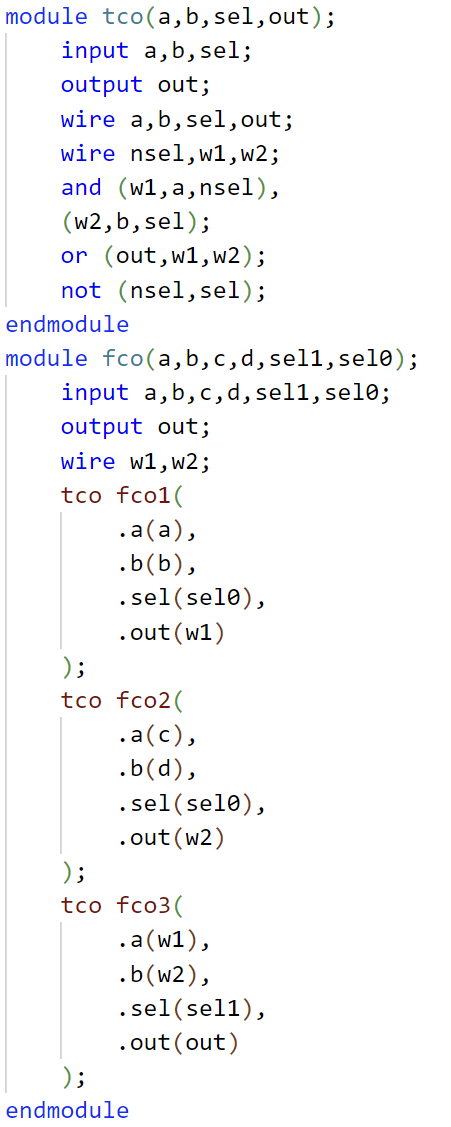 module tco(a,b,sel,out);
input a,b,sel;
output out;
wire a,b,sel,out;
wire nsel,w1,w2;
and (w1,a,nsel),
(w2,b,sel);
or (out,w1,w2);
not (nsel,sel);
endmodule
module fco(a,b,c,d,sel1,sel0);
input a,b,c,d,sel1,sel0;
output out;
wire w1,w2;
tco fco1(
.a(a),
.b(b),
.sel(sel0),
.out(w1)
);
tco fco2(
.a(c),
.b(d),
.sel(sel0),
.out(w2)
);
tco fco3(
.a(w1),
.b(w2),
.sel(sel1),
.out(out)
);
endmodule